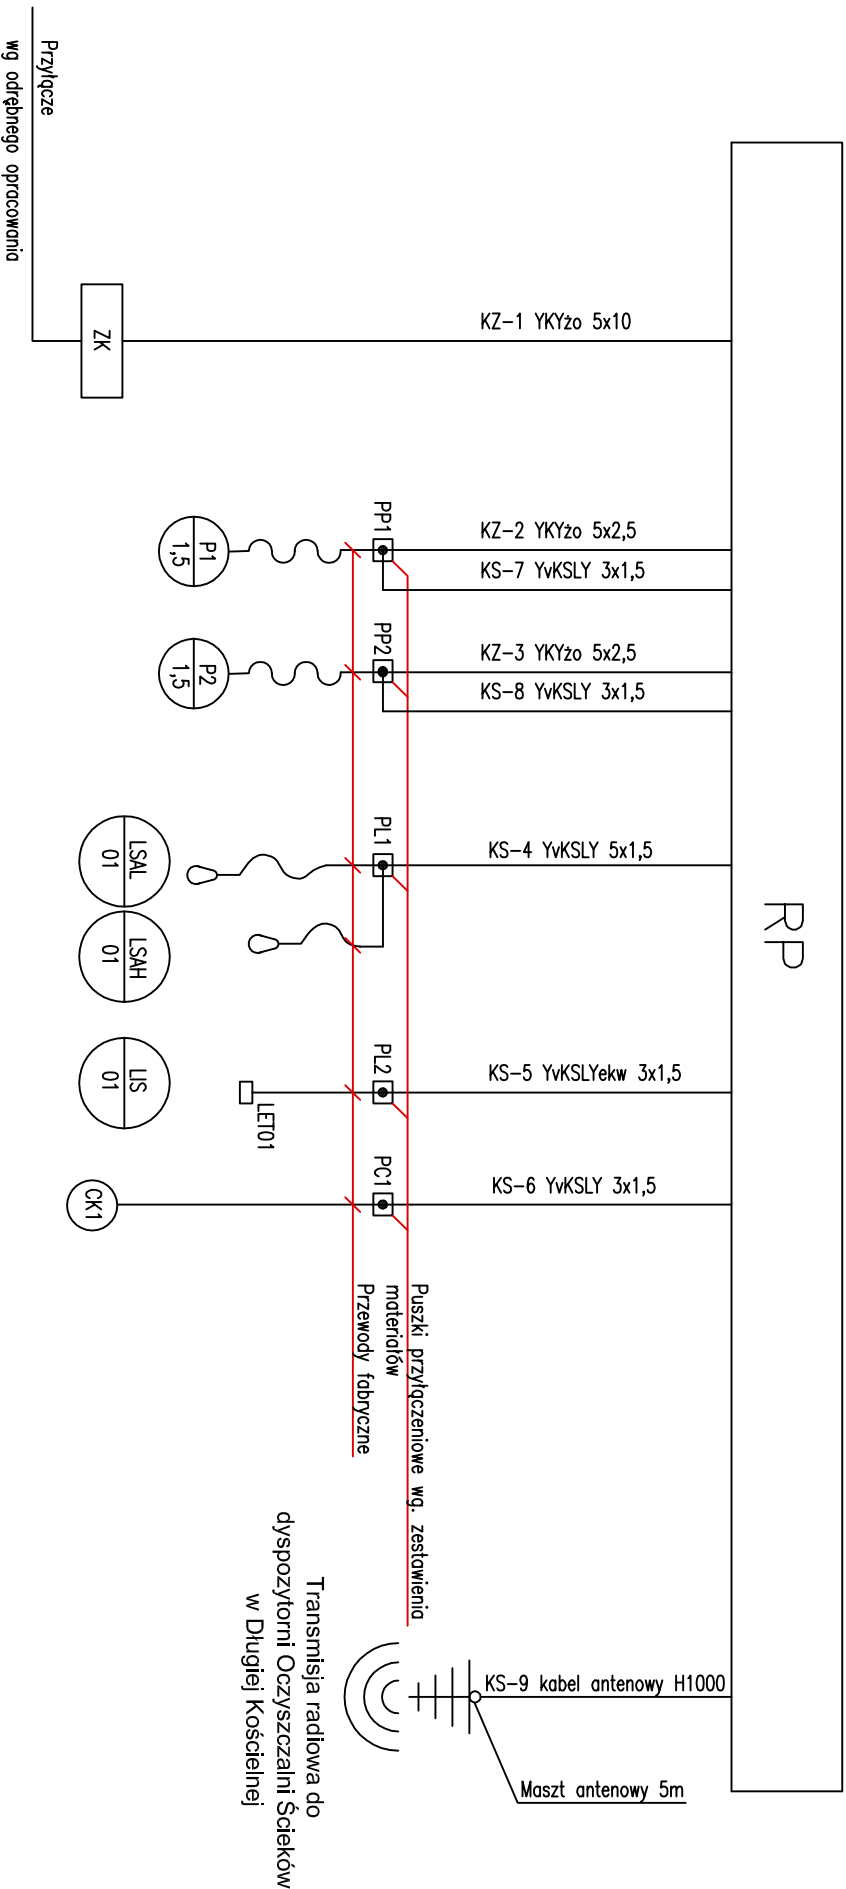 RP
KZ-1 YKYżo 5x10
ZK
Przyłącze
wg odrębnego opracowania
KZ-2 YKYżo 5x2,5
KS-7 YvKSLY 3x1,5
PP1
P1
1,5
KZ-3 YKYżo 5x2,5
KS-8 YvKSLY 3x1,5
PP2
P2
1,5
KS-4 YvKSLY 5x1,5
PL1
LSAL
01
LSAH
01
KS-5 YvKSLYekw 3x1,5
PL2
LET01
LIS
01
KS-6 YvKSLY 3x1,5
PC1
CK1
Puszki przyłączeniowe wg. zestawienia
materiałów
Przewody fabryczne
KS-9 kabel antenowy H1000
Maszt antenowy 5m
Transmisja radiowa do
dyspozytorni Oczyszczalni Ścieków
w Długiej Kościelnej